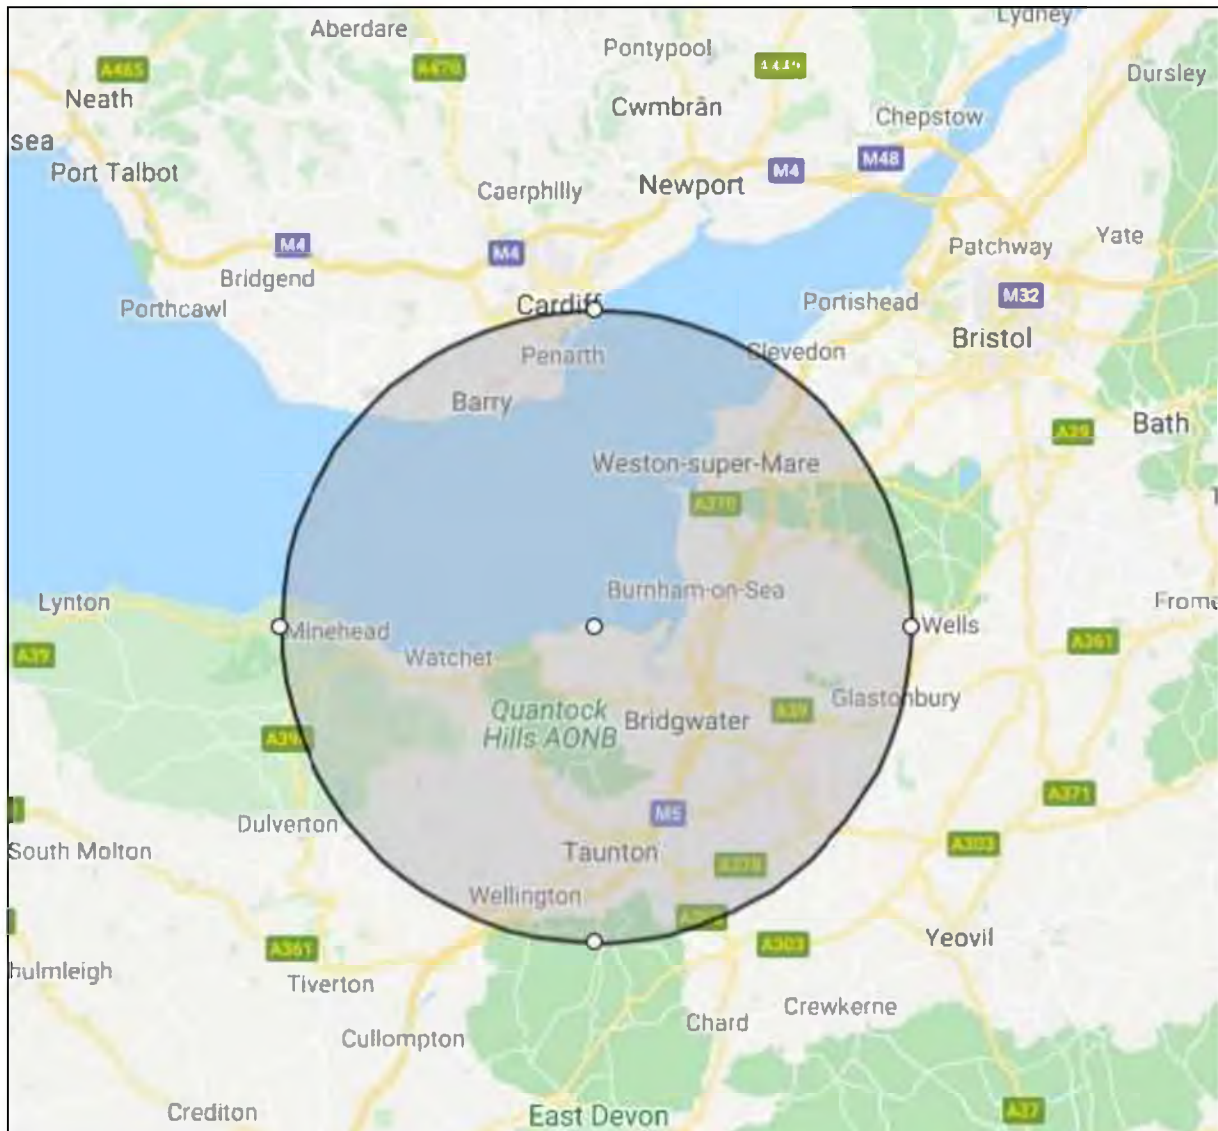 Lydney
Aberdare
Pontypool
A465
A470
A449
Dursley
Neath
Cwmbrân
Chepstow
sea
Port Talbot
M48
M4
Newport
Caerphilly
M4
M4
Patchway
Yate
Bridgend
Porthcawl
Cardiff
Portishead
M32
Bristol
Penarth
Clevedon
Barry
A39
Bath
Weston-super-Mare
A370
Burnham-on-Sea
Lynton
Minehead
Wells
A361
A39
Watchet
Glastonbury
Quantock
Hills AONB
Bridgwater
A39
A371
M5
Dulverton
South Molton
Taunton
A303
A378
Wellington
A361
A303
Yeovil
hulmleigh
Tiverton
Crewkerne
Chard
Cullompton
Crediton
East Devon
A37